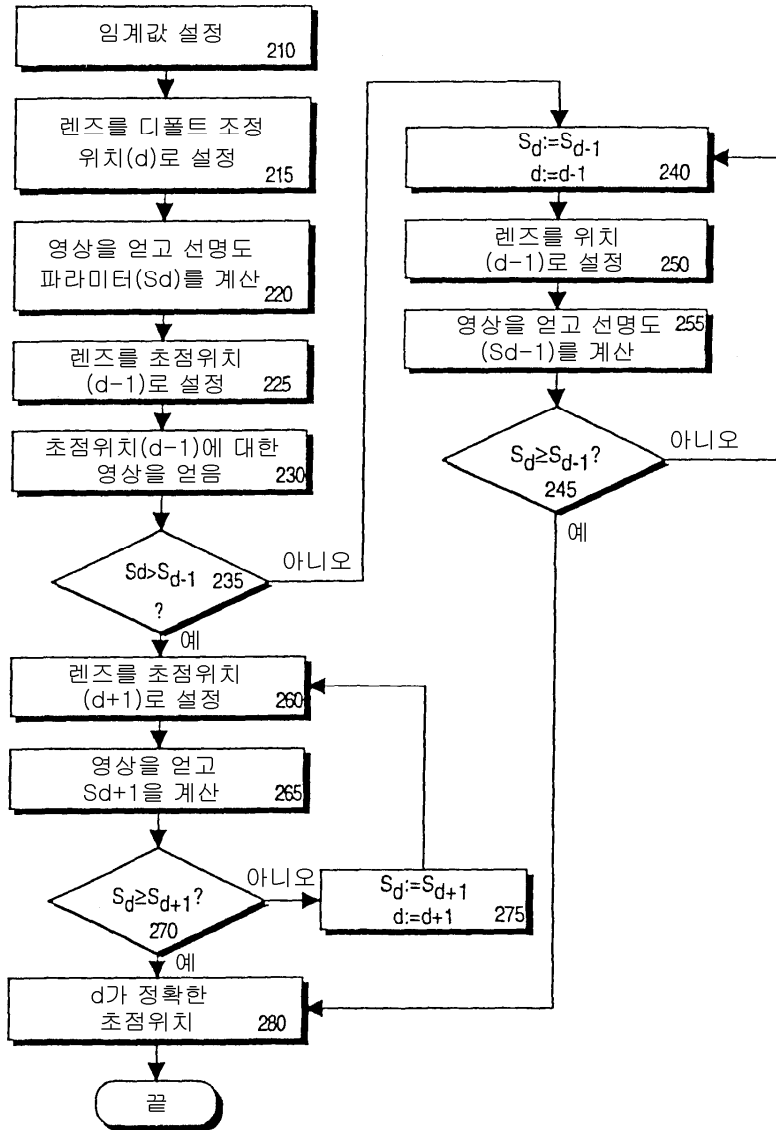 임계값 설정
210
렌즈를 디폴트 조정
위치(d)로 설정
215
영상을 얻고 선명도
파라미터(Sd)를 계산
220
렌즈를 초점위치
(d-1)로 설정
225
초점위치(d-1)에 대한
영상을 얻음
230
Sd>Sd-1
235
?
아니오
예
렌즈를 초점위치
(d+1)로 설정
260
영상을 얻고
Sd+1을 계산
265
Sd≥Sd+1?
270
아니오
예
Sd:=Sd+1
d:=d+1
275
d가 정확한
초점위치
280
끝
Sd:=Sd-1
d:=d-1
240
렌즈를 위치
(d-1)로 설정
250
영상을 얻고 선명도
255
(Sd-1)를 계산
Sd≥Sd-1?
245
아니오
예